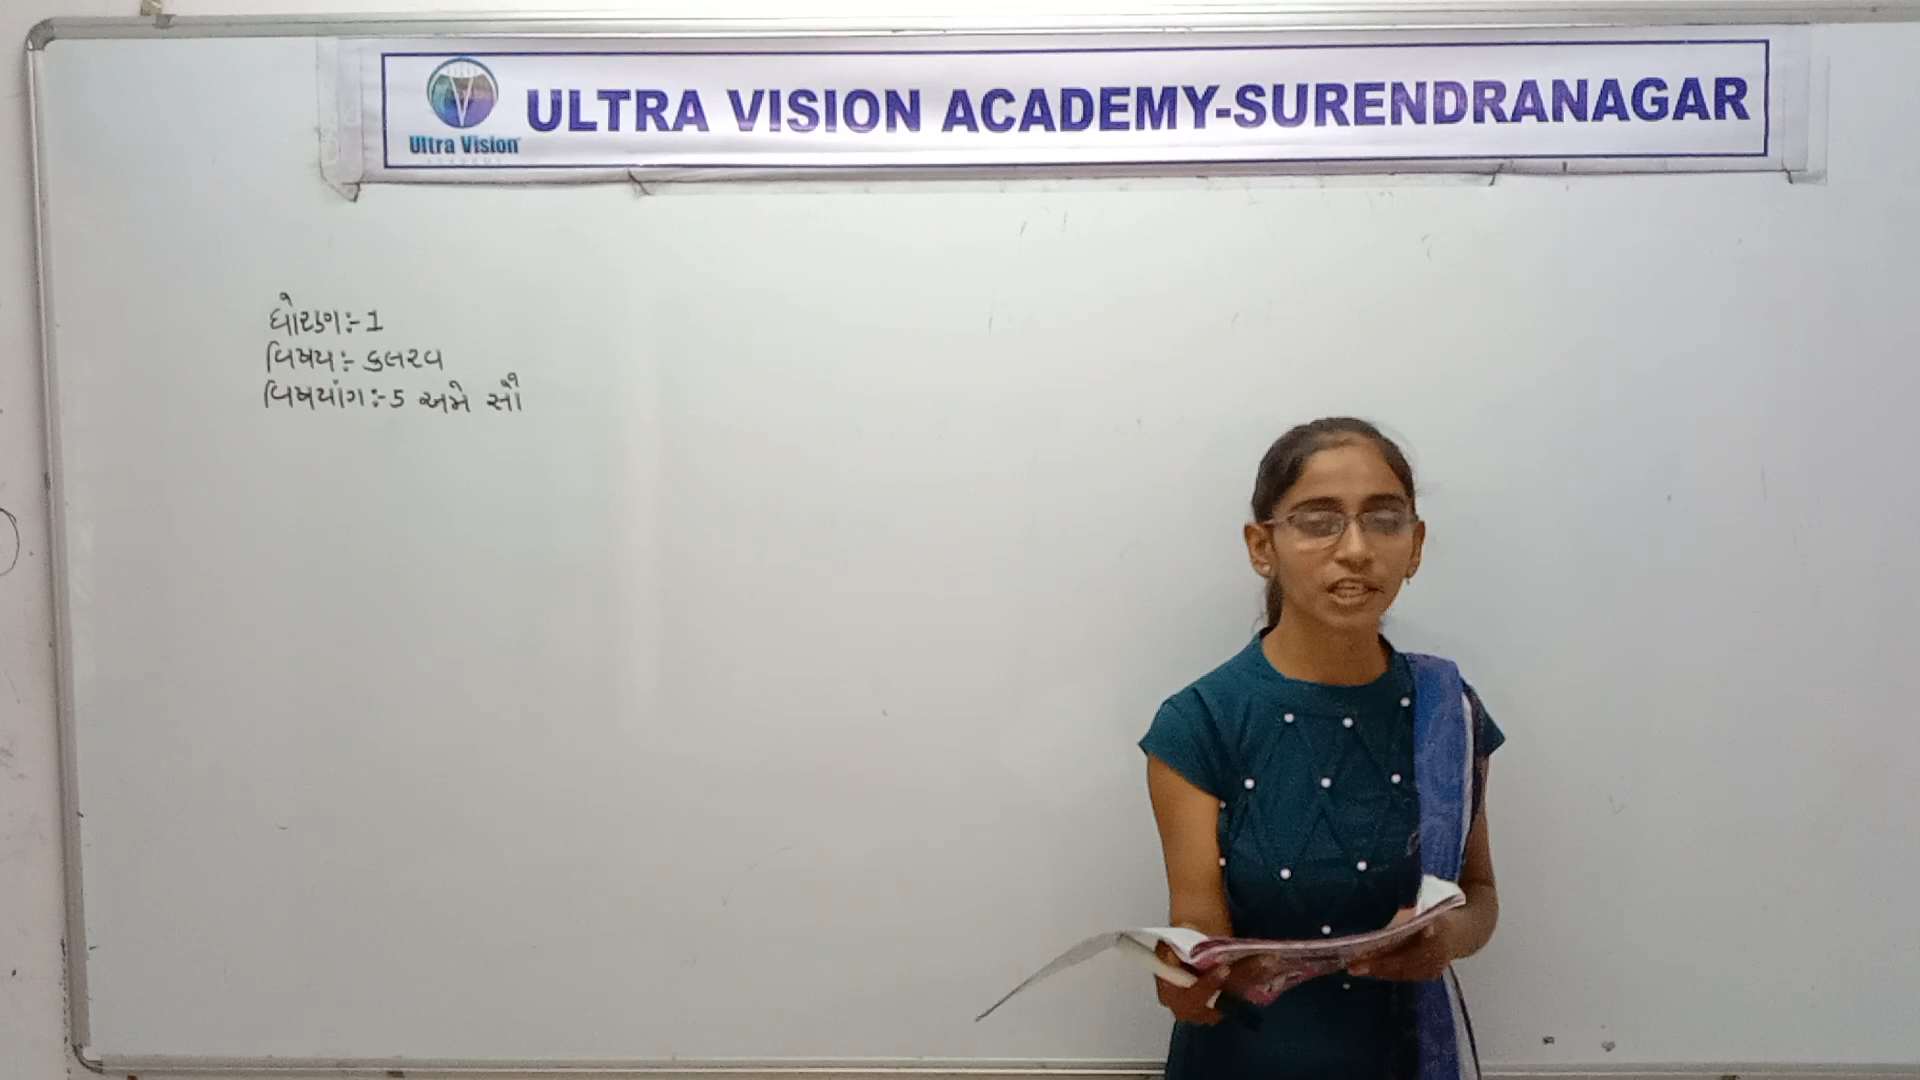 ULTRA VISION ACADEMY-SURENDRANAGAR
Ultra Vision
ધોરણ:- 1
વિષય:- કલરવ
વિષયાંગ:- 5 અમે સૌ